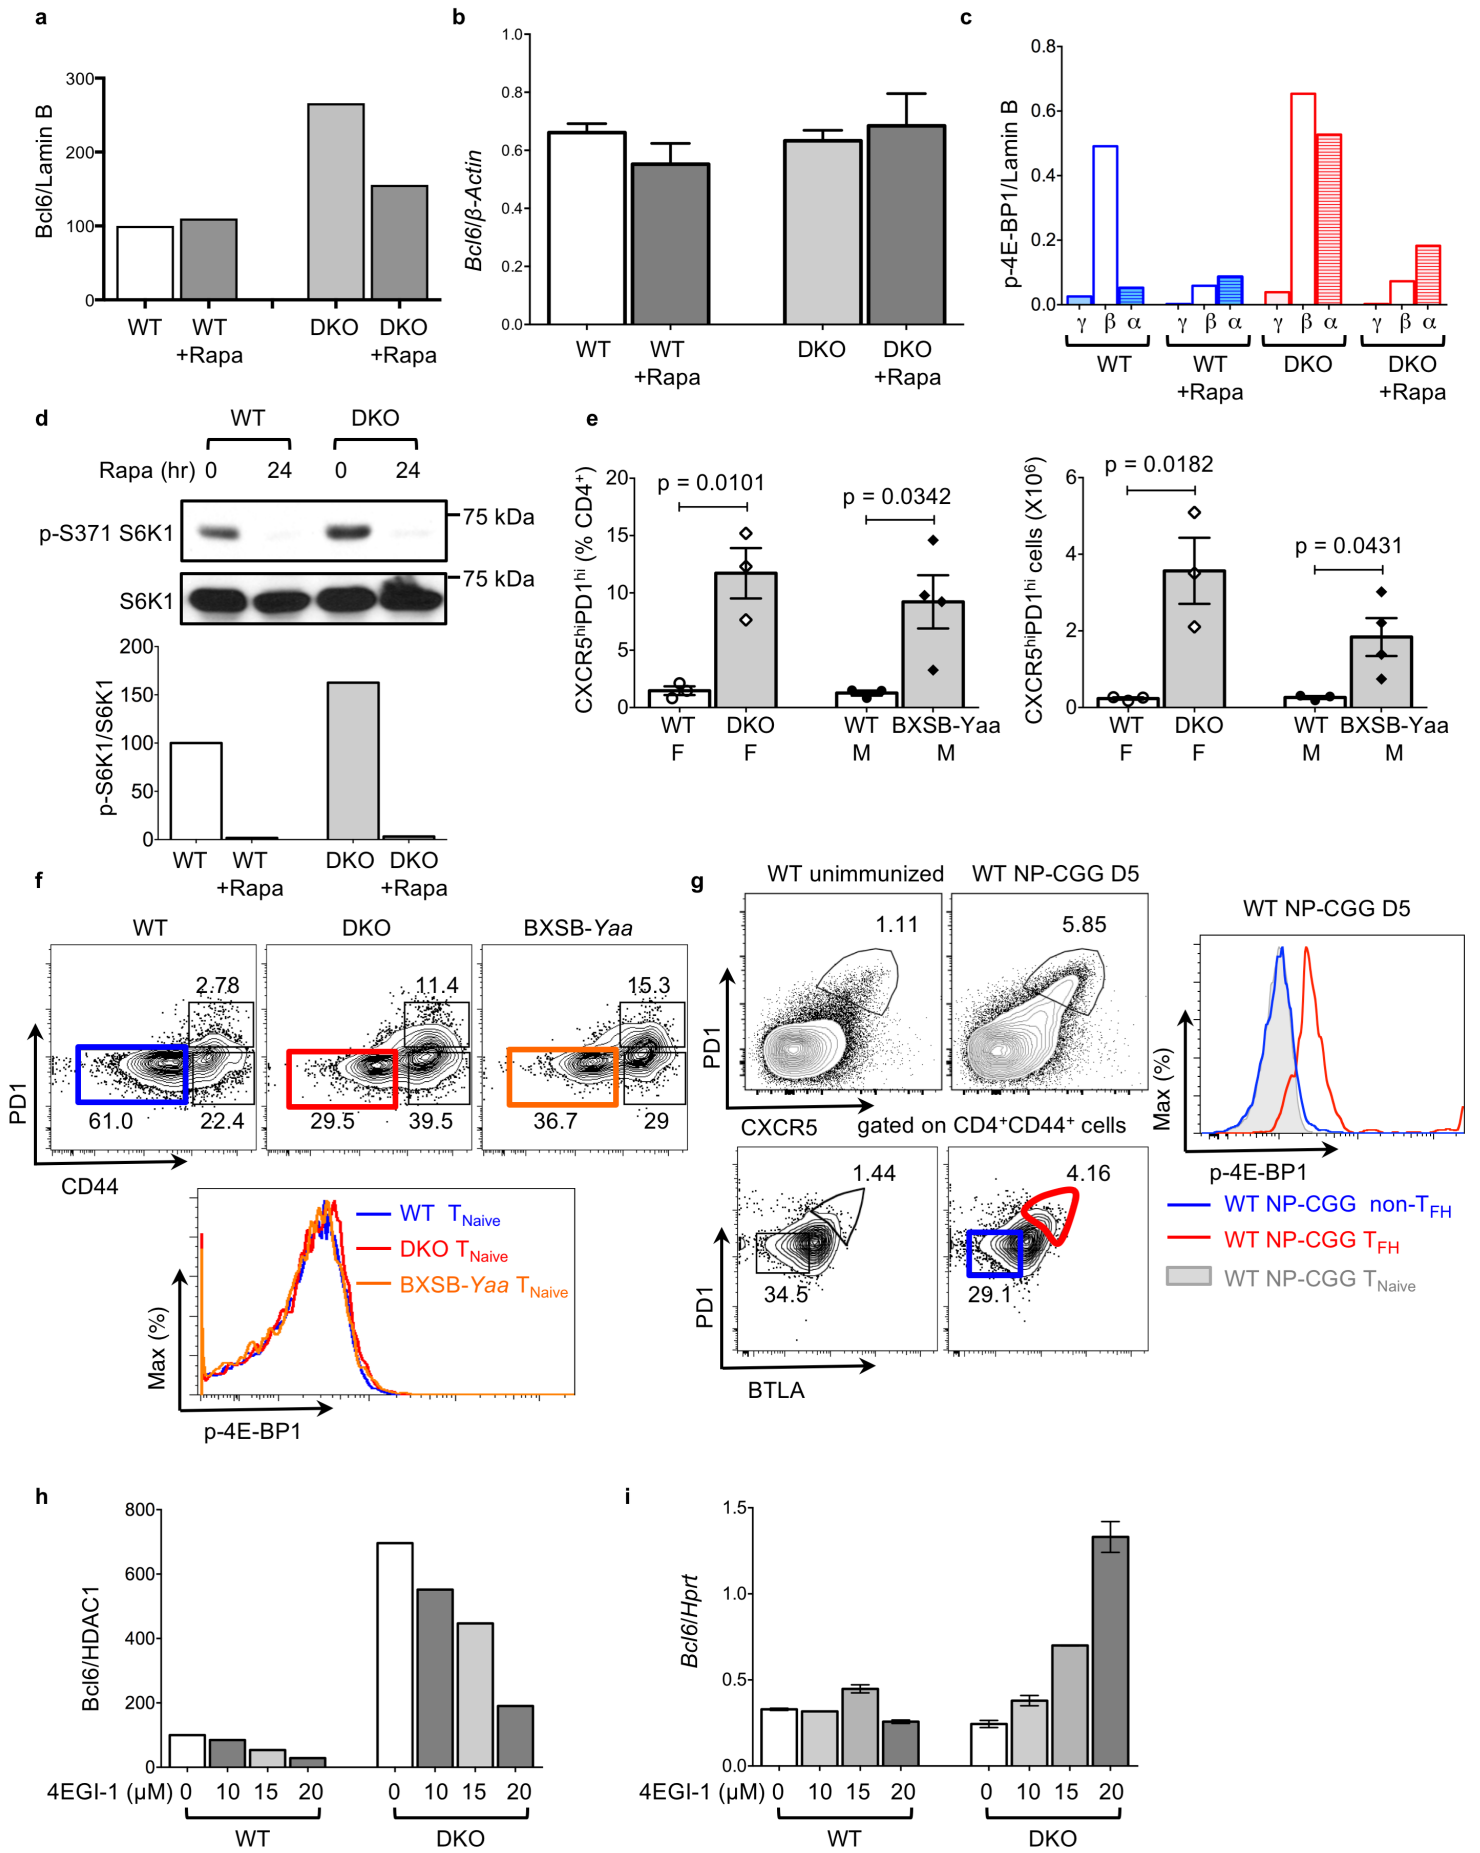 a
Bcl6/Lamin B
300
200
100
0
WT
WT
+Rapa
DKO
DKO
+Rapa
b
Bcl6/β-Actin
1.0
0.8
0.6
0.4
0.2
0.0
WT
WT
+Rapa
DKO
DKO
+Rapa
c
p-4E-BP1/Lamin B
0.8
0.6
0.4
0.2
0.0
γ β α γ β α γ β α γ β α
WT
WT
+Rapa
DKO
DKO
+Rapa
d
WT DKO
Rapa (hr) 0 24 0 24
p-S371 S6K1
75 kDa
S6K1
75 kDa
p-S6K1/S6K1
200
150
100
50
0
WT
WT
+Rapa
DKO
DKO
+Rapa
e
CXCR5hiPD1hi (% CD4+)
20
15
10
5
0
p = 0.0101
p = 0.0342
WT DKO WT BXSB-Yaa
F F M M
CXCR5hiPD1hi cells (X10⁶)
6
4
2
0
p = 0.0182
p = 0.0431
WT DKO WT BXSB-Yaa
F F M M
f
WT DKO BXSB-Yaa
2.78 11.4 15.3
61.0 22.4 29.5 39.5 36.7 29
PD1
CD44
WT TNaive
DKO TNaive
BXSB-Yaa TNaive
Max (%)
p-4E-BP1
g
WT unimmunized WT NP-CGG D5
1.11 5.85
PD1
CXCR5
gated on CD4+CD44+ cells
1.44 4.16
34.5 29.1
PD1
BTLA
WT NP-CGG D5
Max (%)
p-4E-BP1
WT NP-CGG non-TFH
WT NP-CGG TFH
WT NP-CGG TNaive
h
Bcl6/HDAC1
800
600
400
200
0
4EGI-1 (μM) 0 10 15 20 0 10 15 20
WT DKO
i
Bcl6/Hprt
1.5
1.0
0.5
0.0
4EGI-1 (μM) 0 10 15 20 0 10 15 20
WT DKO